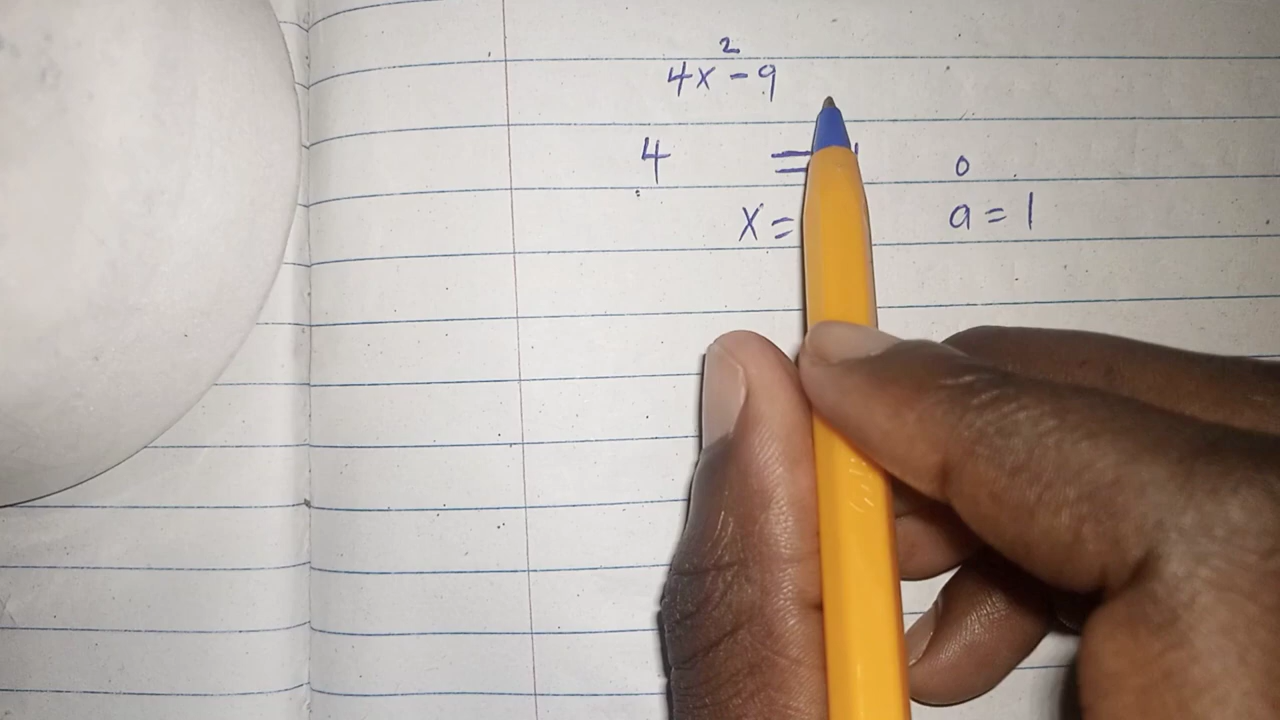 4x² - 9
4 = 0
x = a = 1